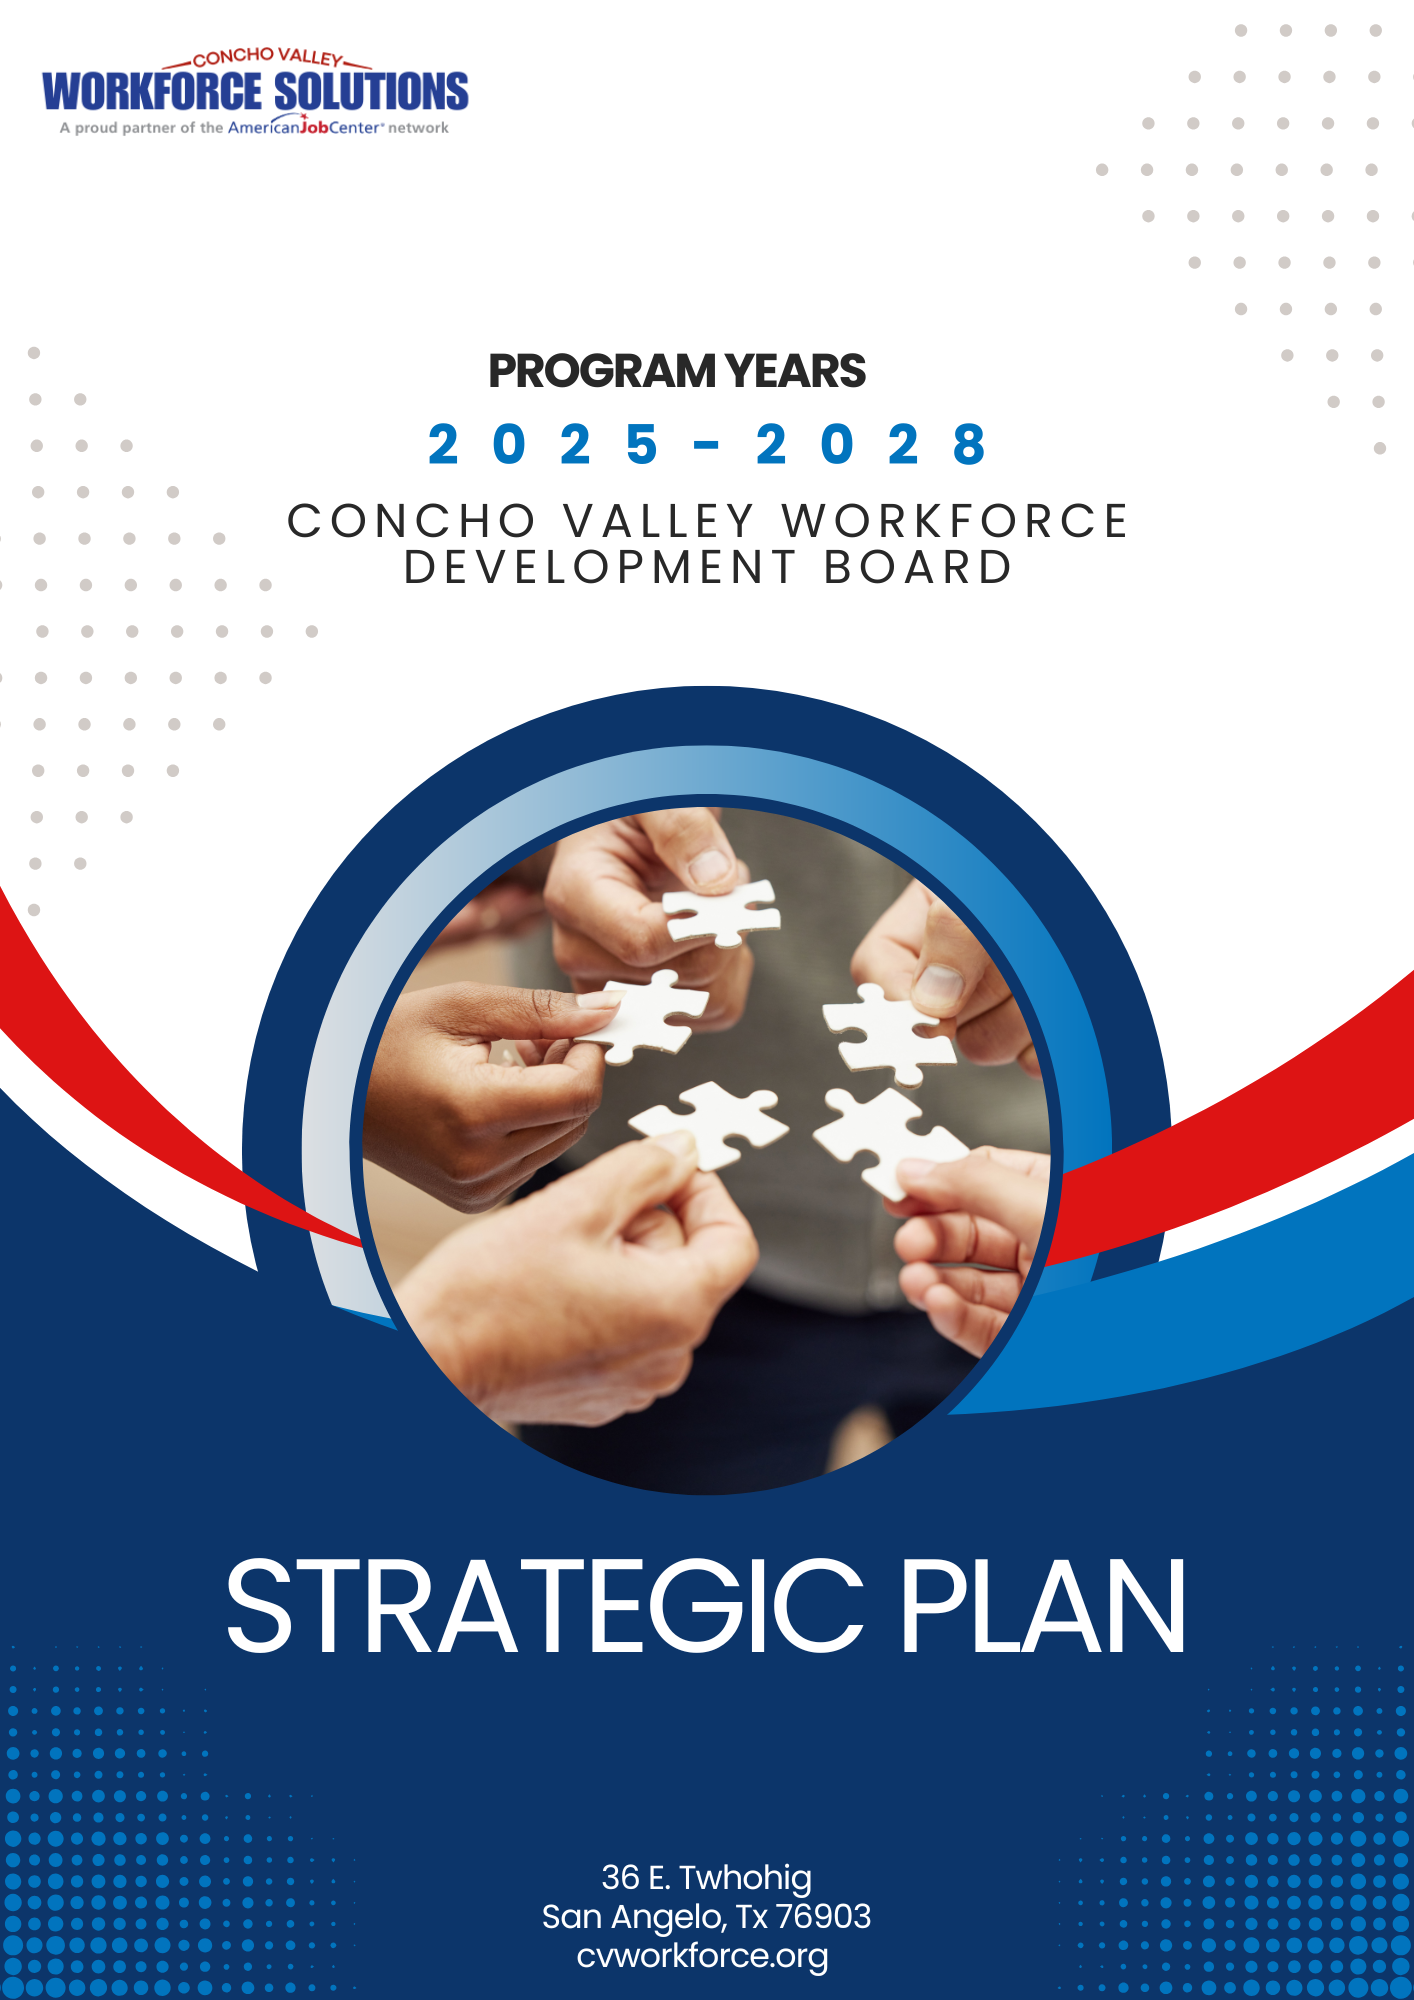 CONCHO VALLEY
WORKFORCE SOLUTIONS
A proud partner of the AmericanJobCenter® network
PROGRAM YEARS
2025-2028
CONCHO VALLEY WORKFORCE
DEVELOPMENT BOARD
STRATEGIC PLAN
36 E. Twhohig
San Angelo, Tx 76903
cvworkforce.org